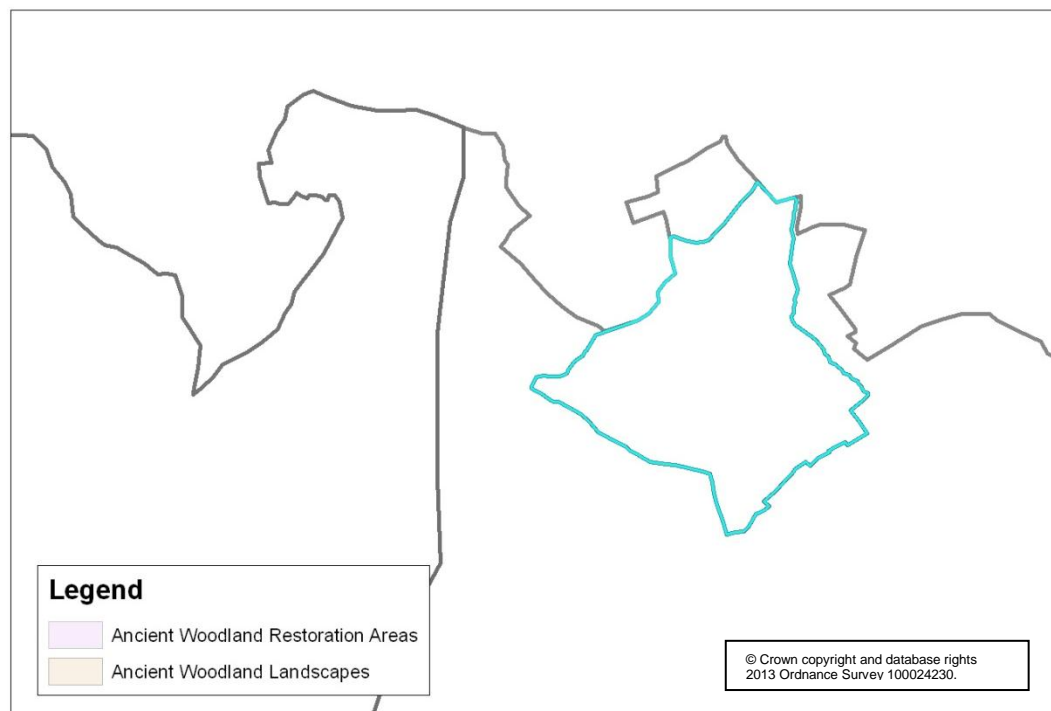 Legend
Ancient Woodland Restoration Areas
Ancient Woodland Landscapes
© Crown copyright and database rights
2013 Ordnance Survey 100024230.